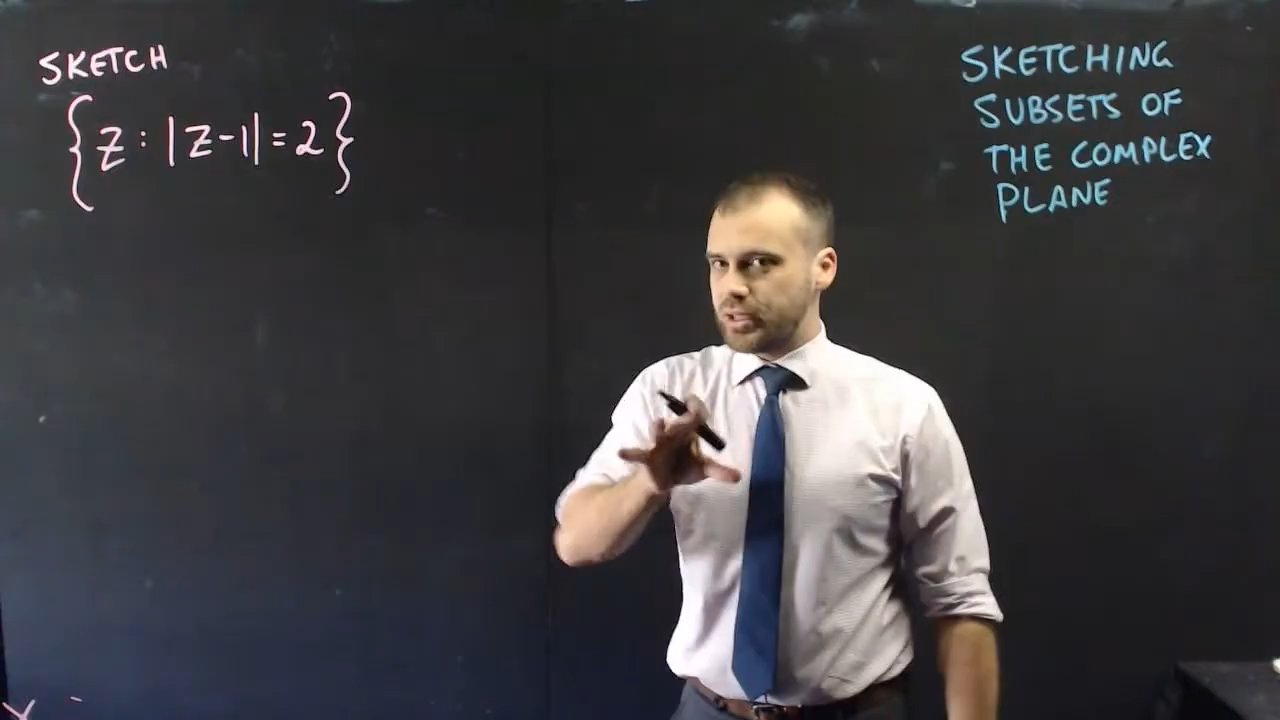 SKETCH
{z : |z-1| = 2}
SKETCHING
SUBSETS OF
THE COMPLEX
PLANE